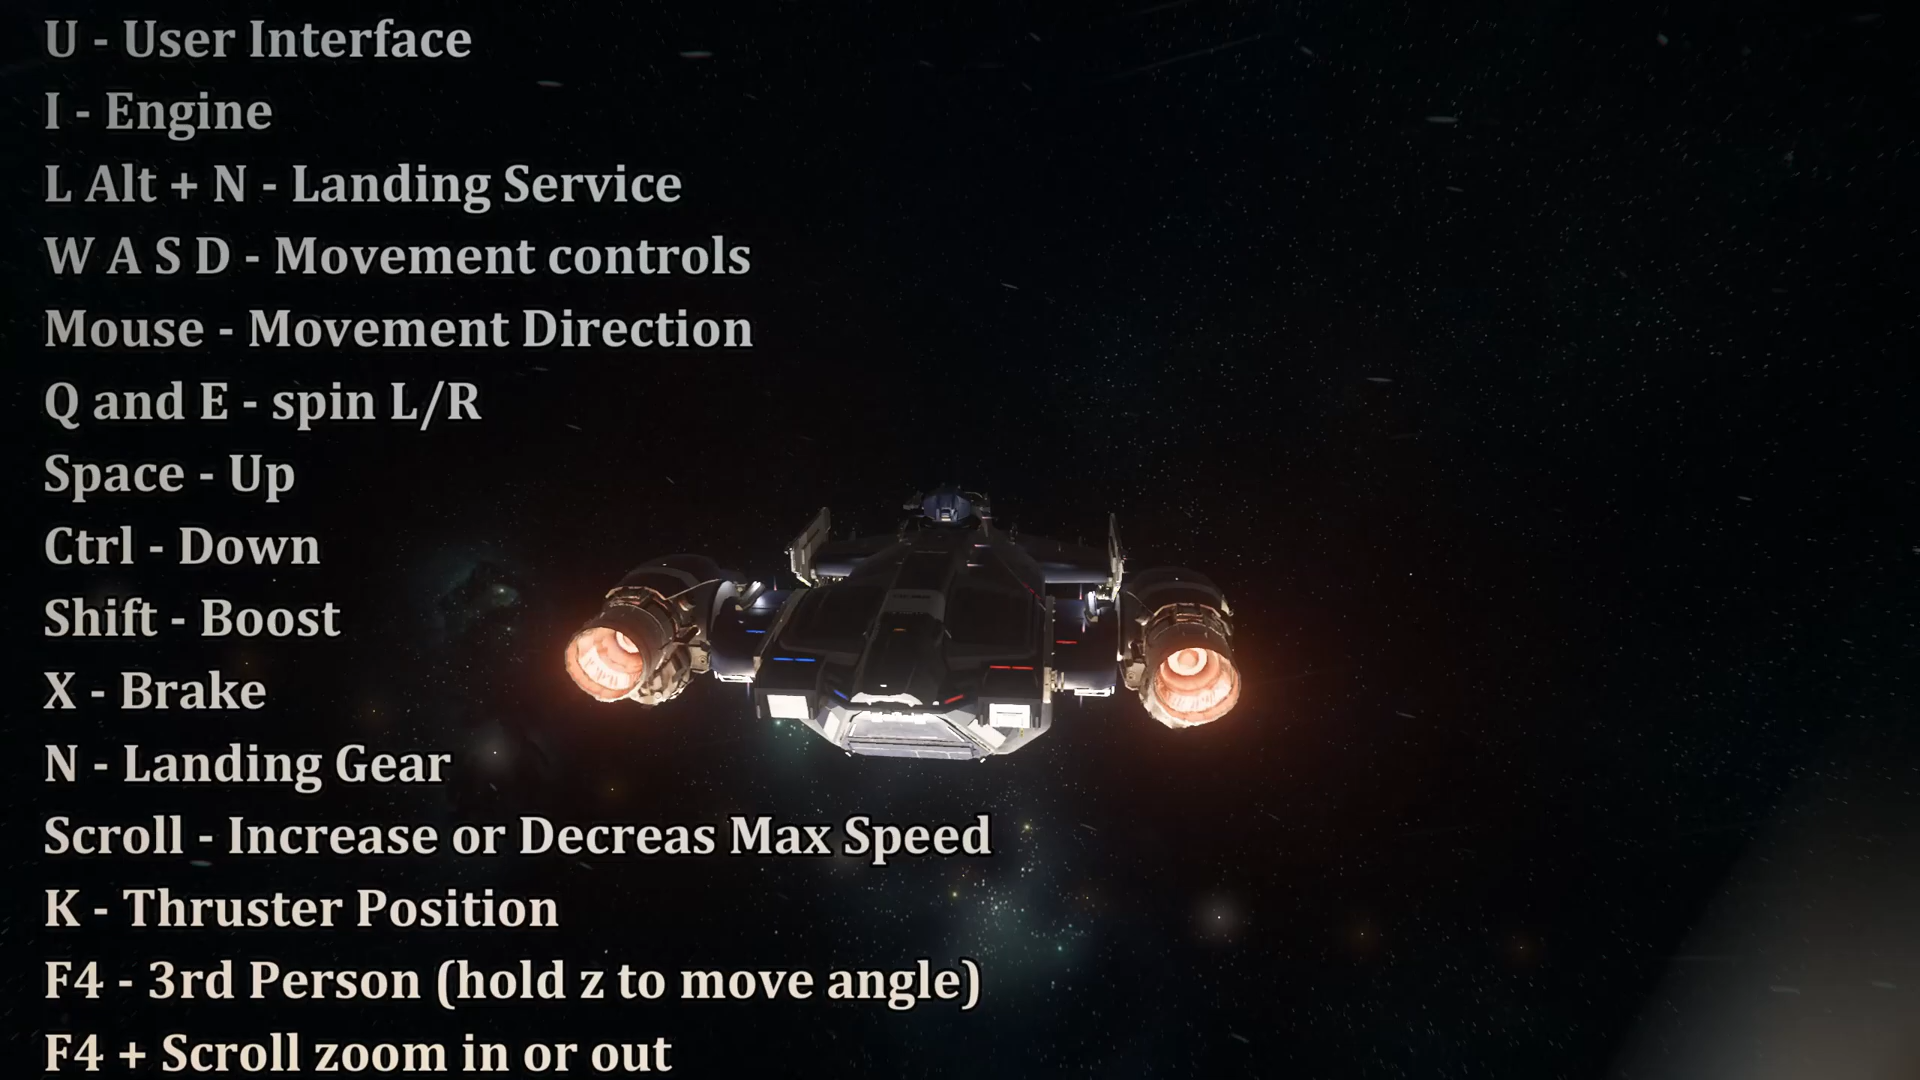 U - User Interface
I - Engine
L Alt + N - Landing Service
W A S D - Movement controls
Mouse - Movement Direction
Q and E - spin L/R
Space - Up
Ctrl - Down
Shift - Boost
X - Brake
N - Landing Gear
Scroll - Increase or Decreas Max Speed
K - Thruster Position
F4 - 3rd Person (hold z to move angle)
F4 + Scroll zoom in or out